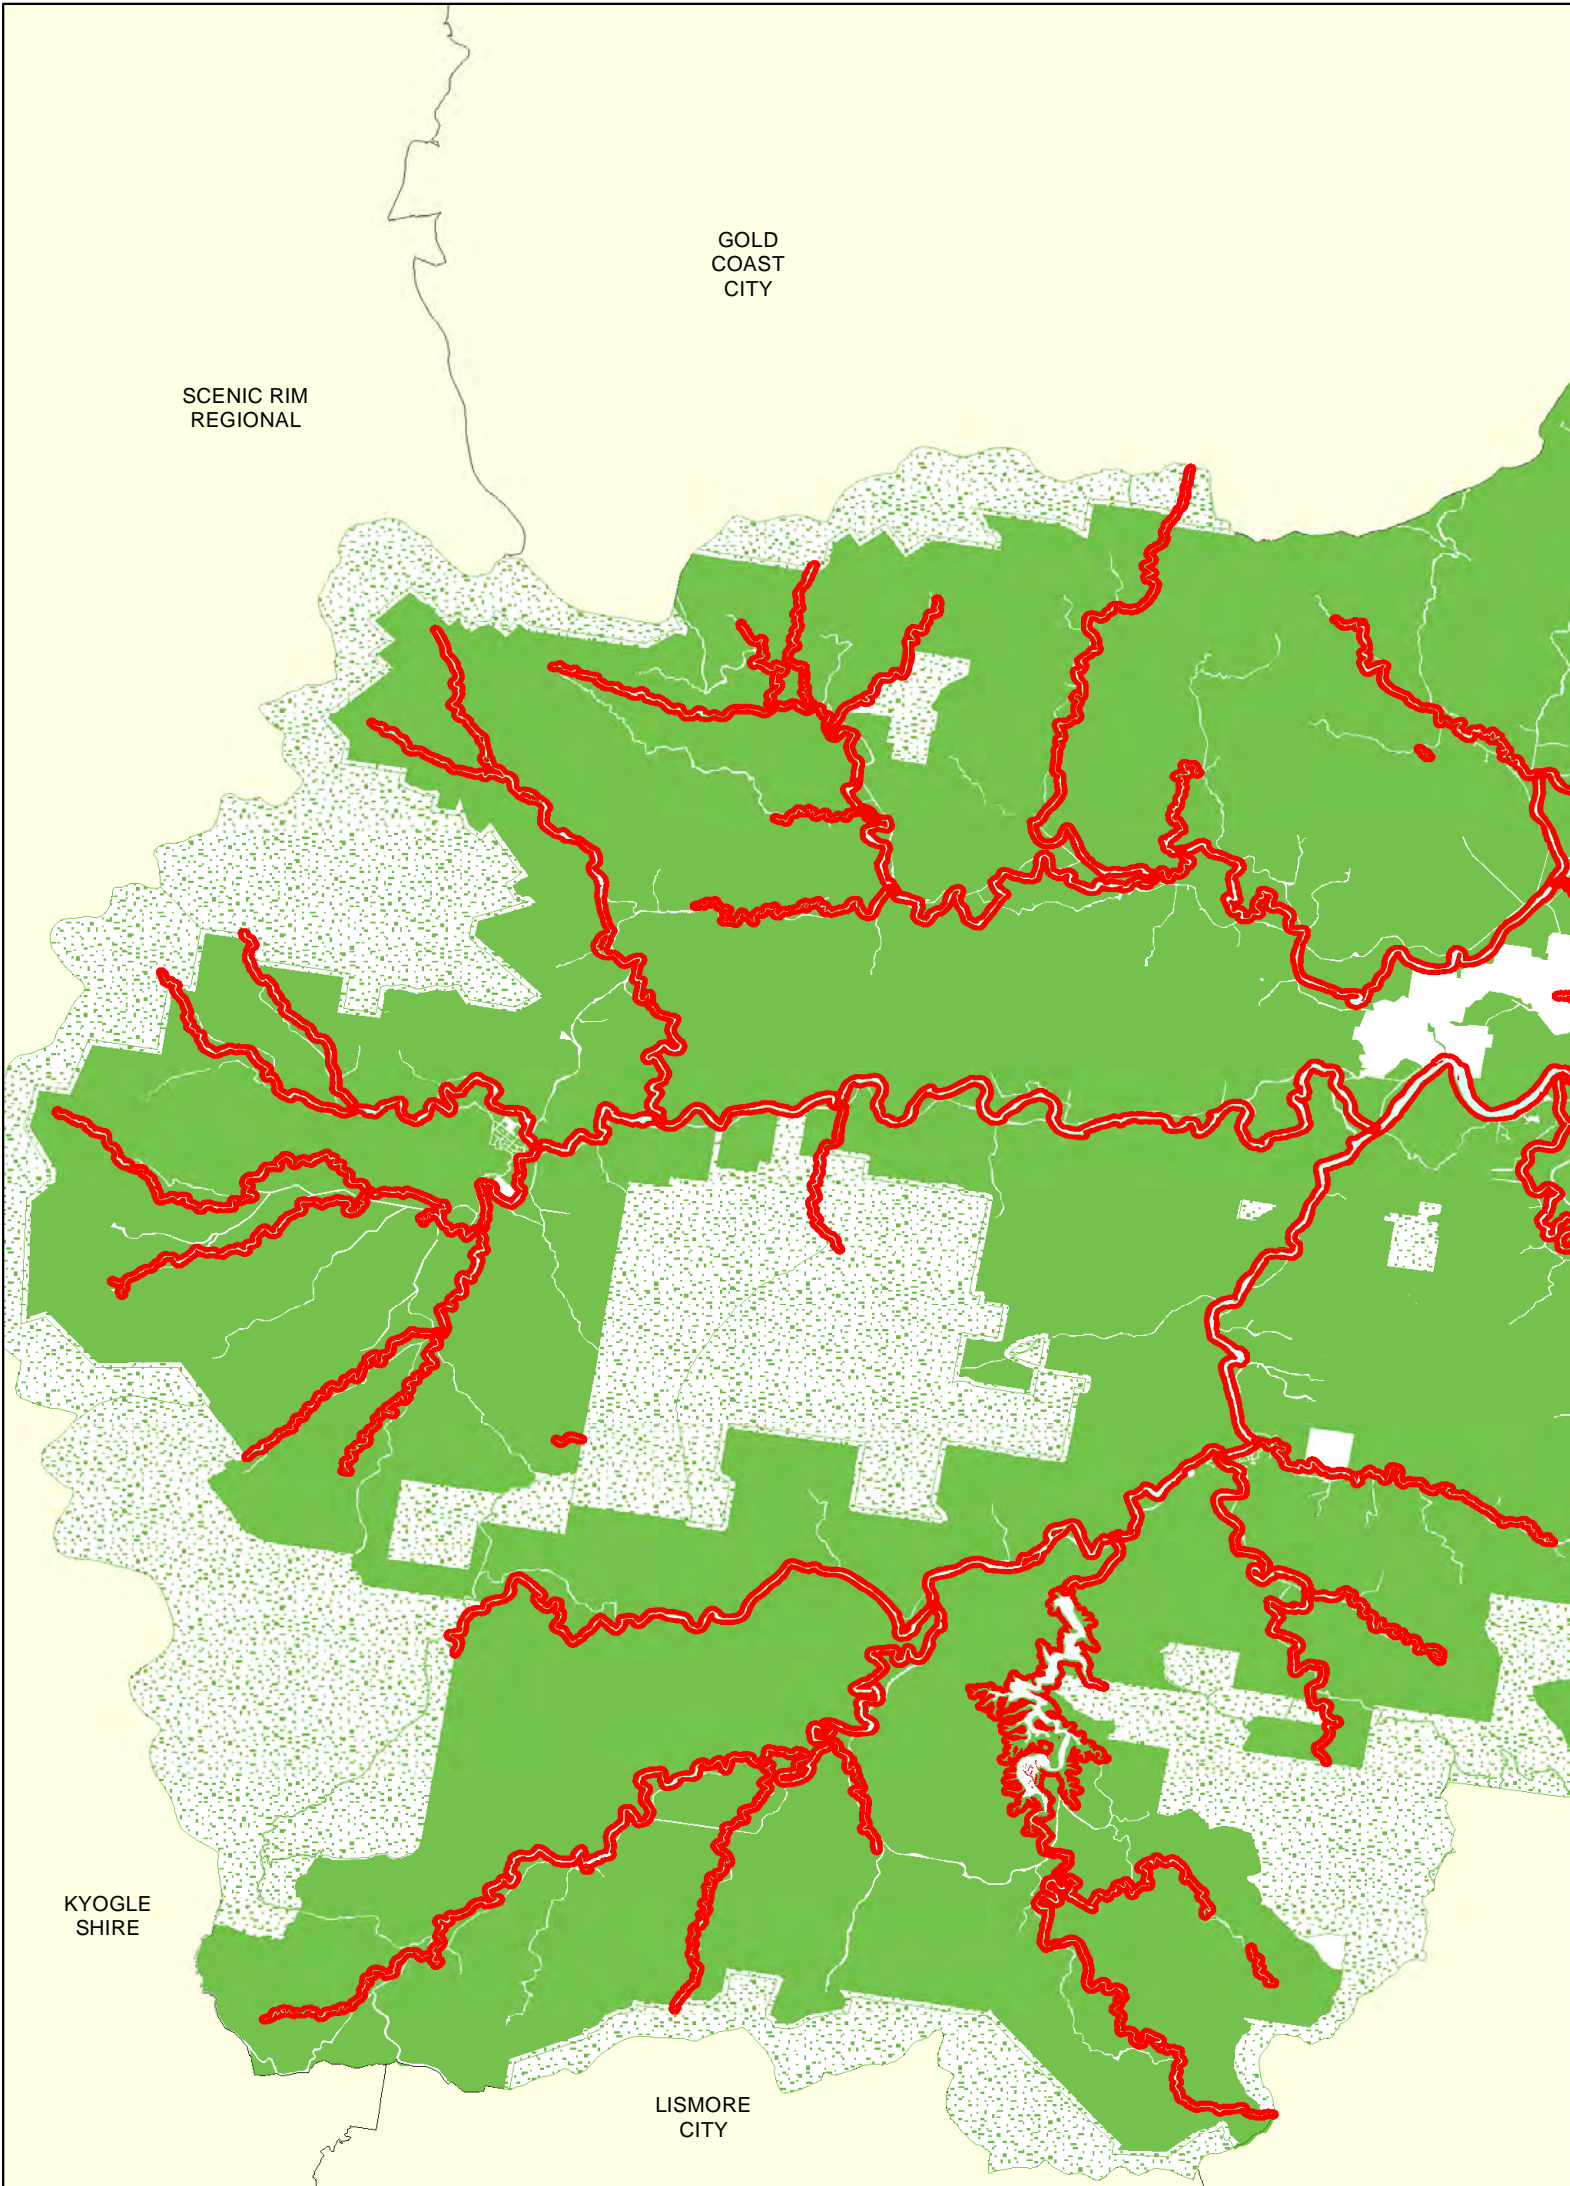 GOLD
COAST
CITY
SCENIC RIM
REGIONAL
KYOGLE
SHIRE
LISMORE
CITY